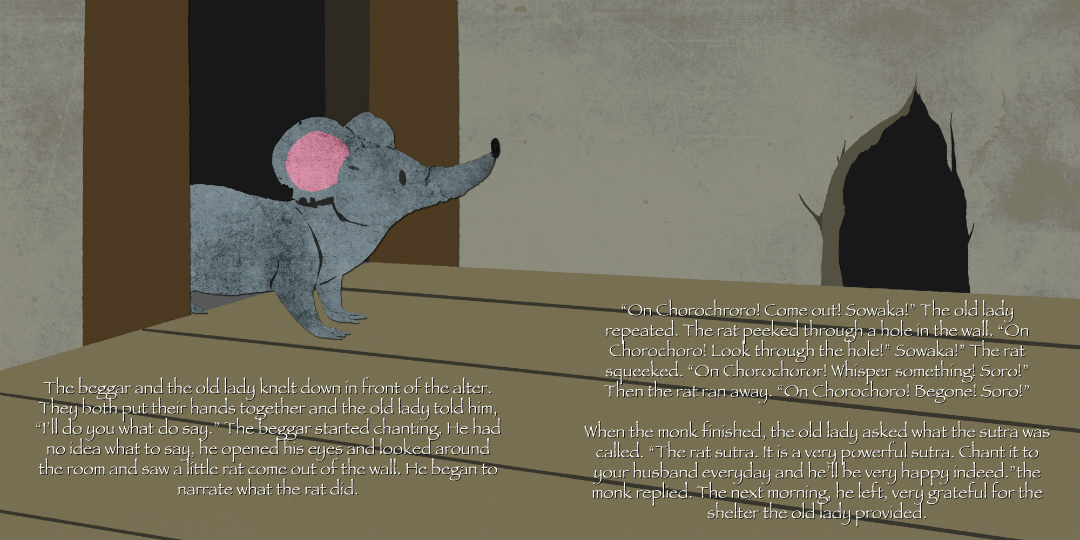 The beggar and the old lady knelt down in front of the alter.
They both put their hands together and the old lady told him,
“I’ll do you what do say.” The beggar started chanting. He had
no idea what to say, he opened his eyes and looked around
the room and saw a little rat come out of the wall. He began to
narrate what the rat did.
“On Chorochroro! Come out! Sowaka!” The old lady
repeated. The rat peeked through a hole in the wall. “On
Chorochoro! Look through the hole!” Sowaka!” The rat
squeeked. “On Chorochoror! Whisper something! Soro!”
Then the rat ran away. “On Chorochoro! Begone! Soro!”
When the monk finished, the old lady asked what the sutra was
called. “The rat sutra. It is a very powerful sutra. Chant it to
your husband everyday and he’ll be very happy indeed.”the
monk replied. The next morning, he left, very grateful for the
shelter the old lady provided.